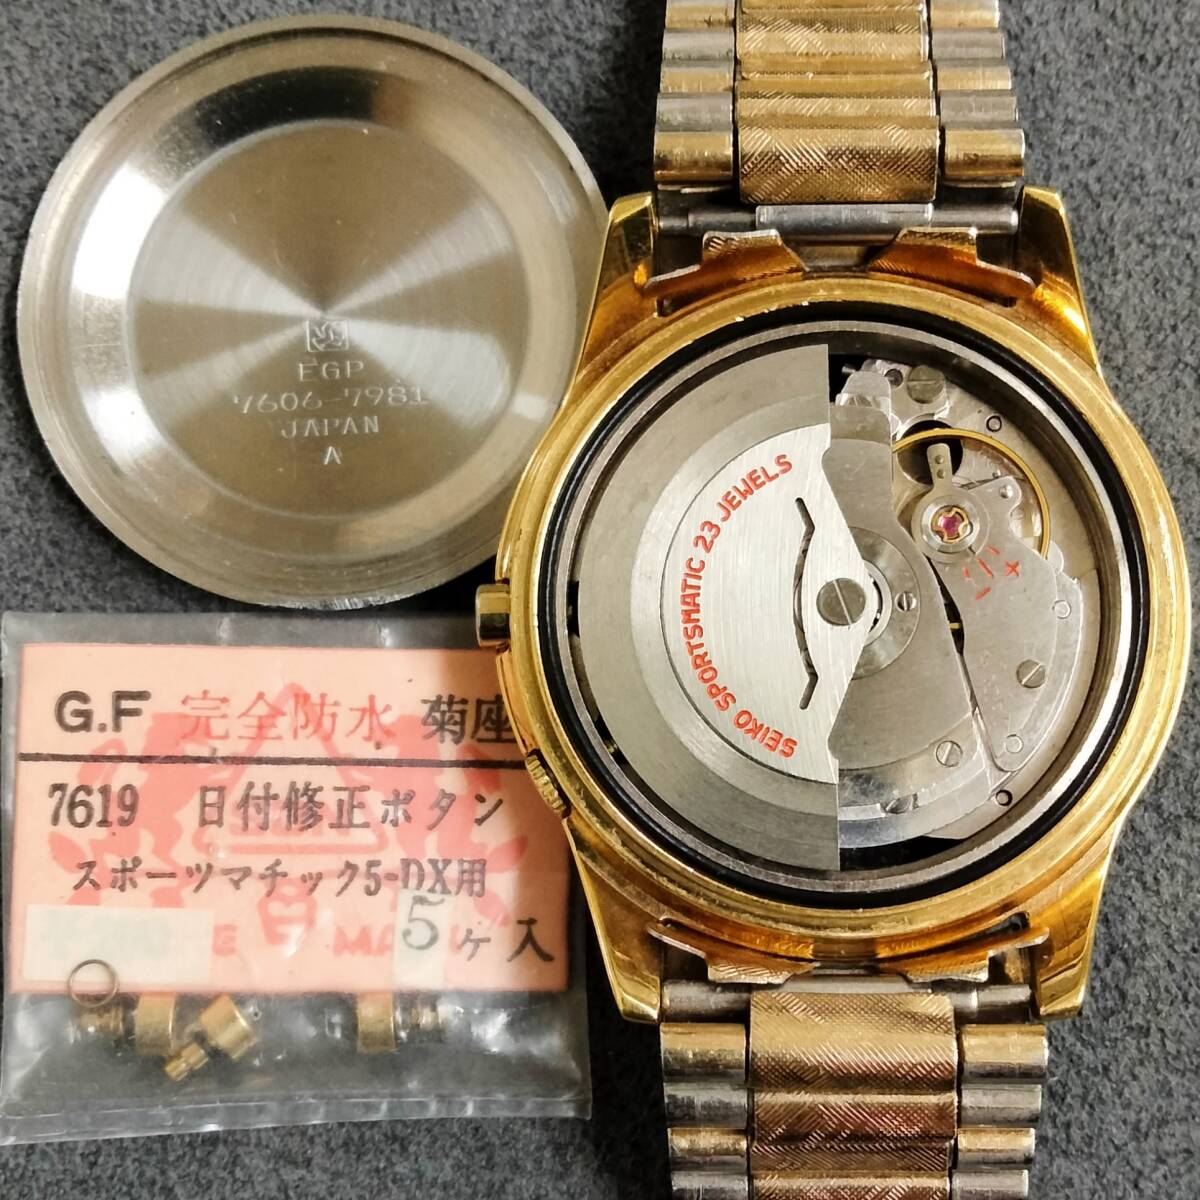 EGP
7606-7981
JAPAN
A
SEIKO SPORTSMATIC 23 JEWELS
G.F 完全防水 菊座
7619 日付修正ボタン
スポーツマチック5-DX用
5ヶ入